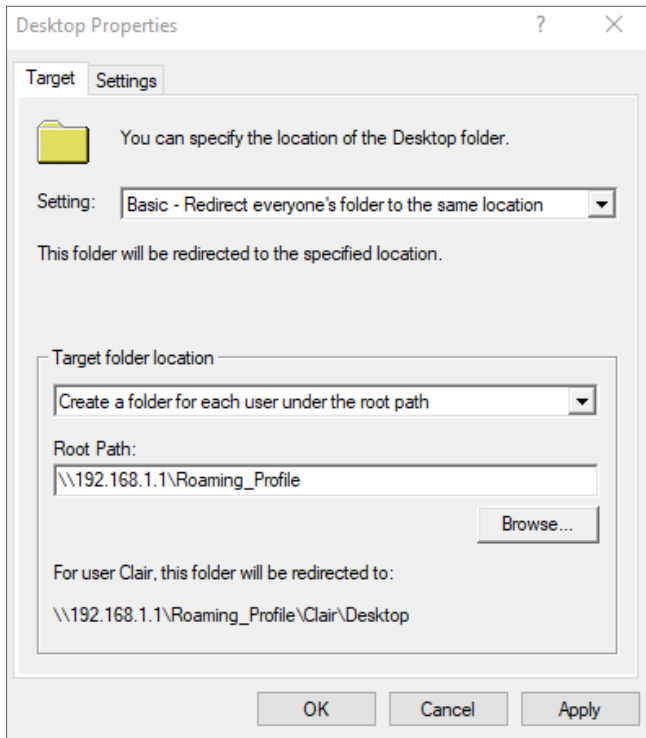 Desktop Properties
?
Target
Settings
You can specify the location of the Desktop folder.
Setting:
Basic - Redirect everyone's folder to the same location
This folder will be redirected to the specified location.
Target folder location
Create a folder for each user under the root path
Root Path:
\\192.168.1.1\Roaming_Profile
Browse...
For user Clair, this folder will be redirected to:
\\192.168.1.1\Roaming_Profile\Clair\Desktop
OK
Cancel
Apply